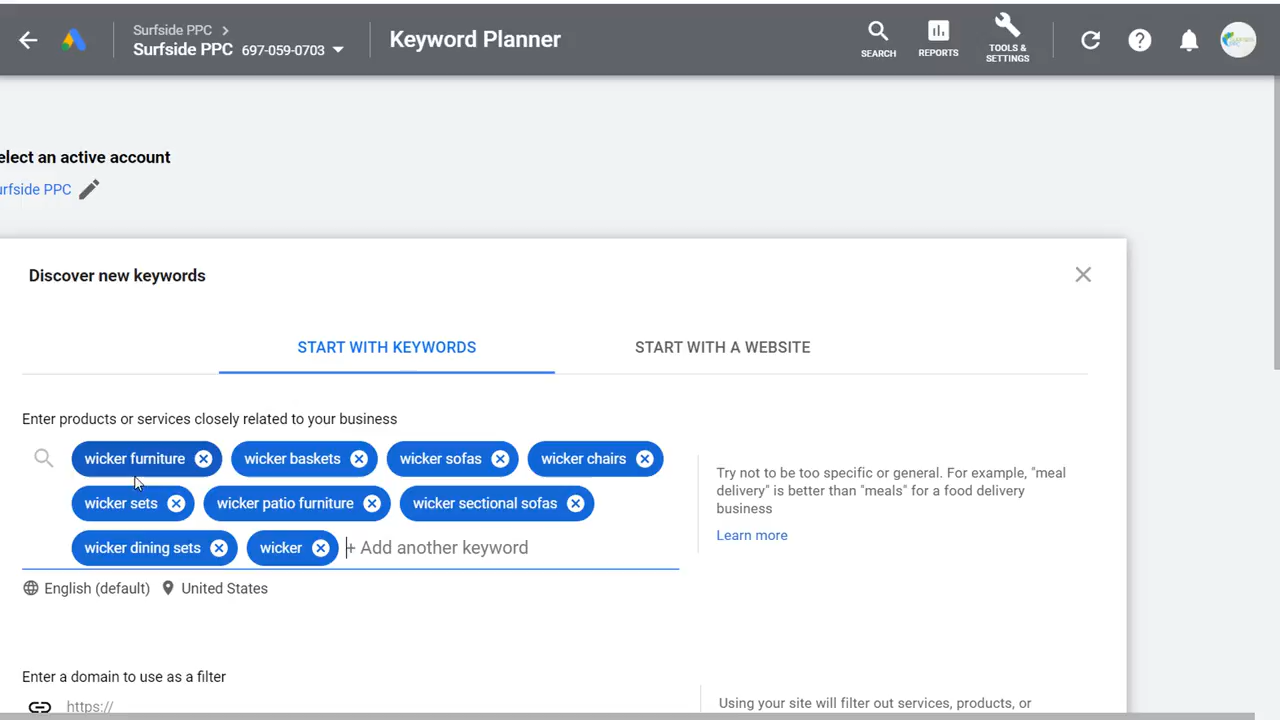 Surfside PPC >
Surfside PPC 697-059-0703
Keyword Planner
SEARCH
REPORTS
TOOLS & SETTINGS
elect an active account
urfside PPC
Discover new keywords
START WITH KEYWORDS
START WITH A WEBSITE
Enter products or services closely related to your business
wicker furniture wicker baskets wicker sofas wicker chairs
wicker sets wicker patio furniture wicker sectional sofas
wicker dining sets wicker + Add another keyword
Try not to be too specific or general. For example, "meal
delivery" is better than "meals" for a food delivery
business
Learn more
English (default) United States
Enter a domain to use as a filter
https://
Using your site will filter out services, products, or